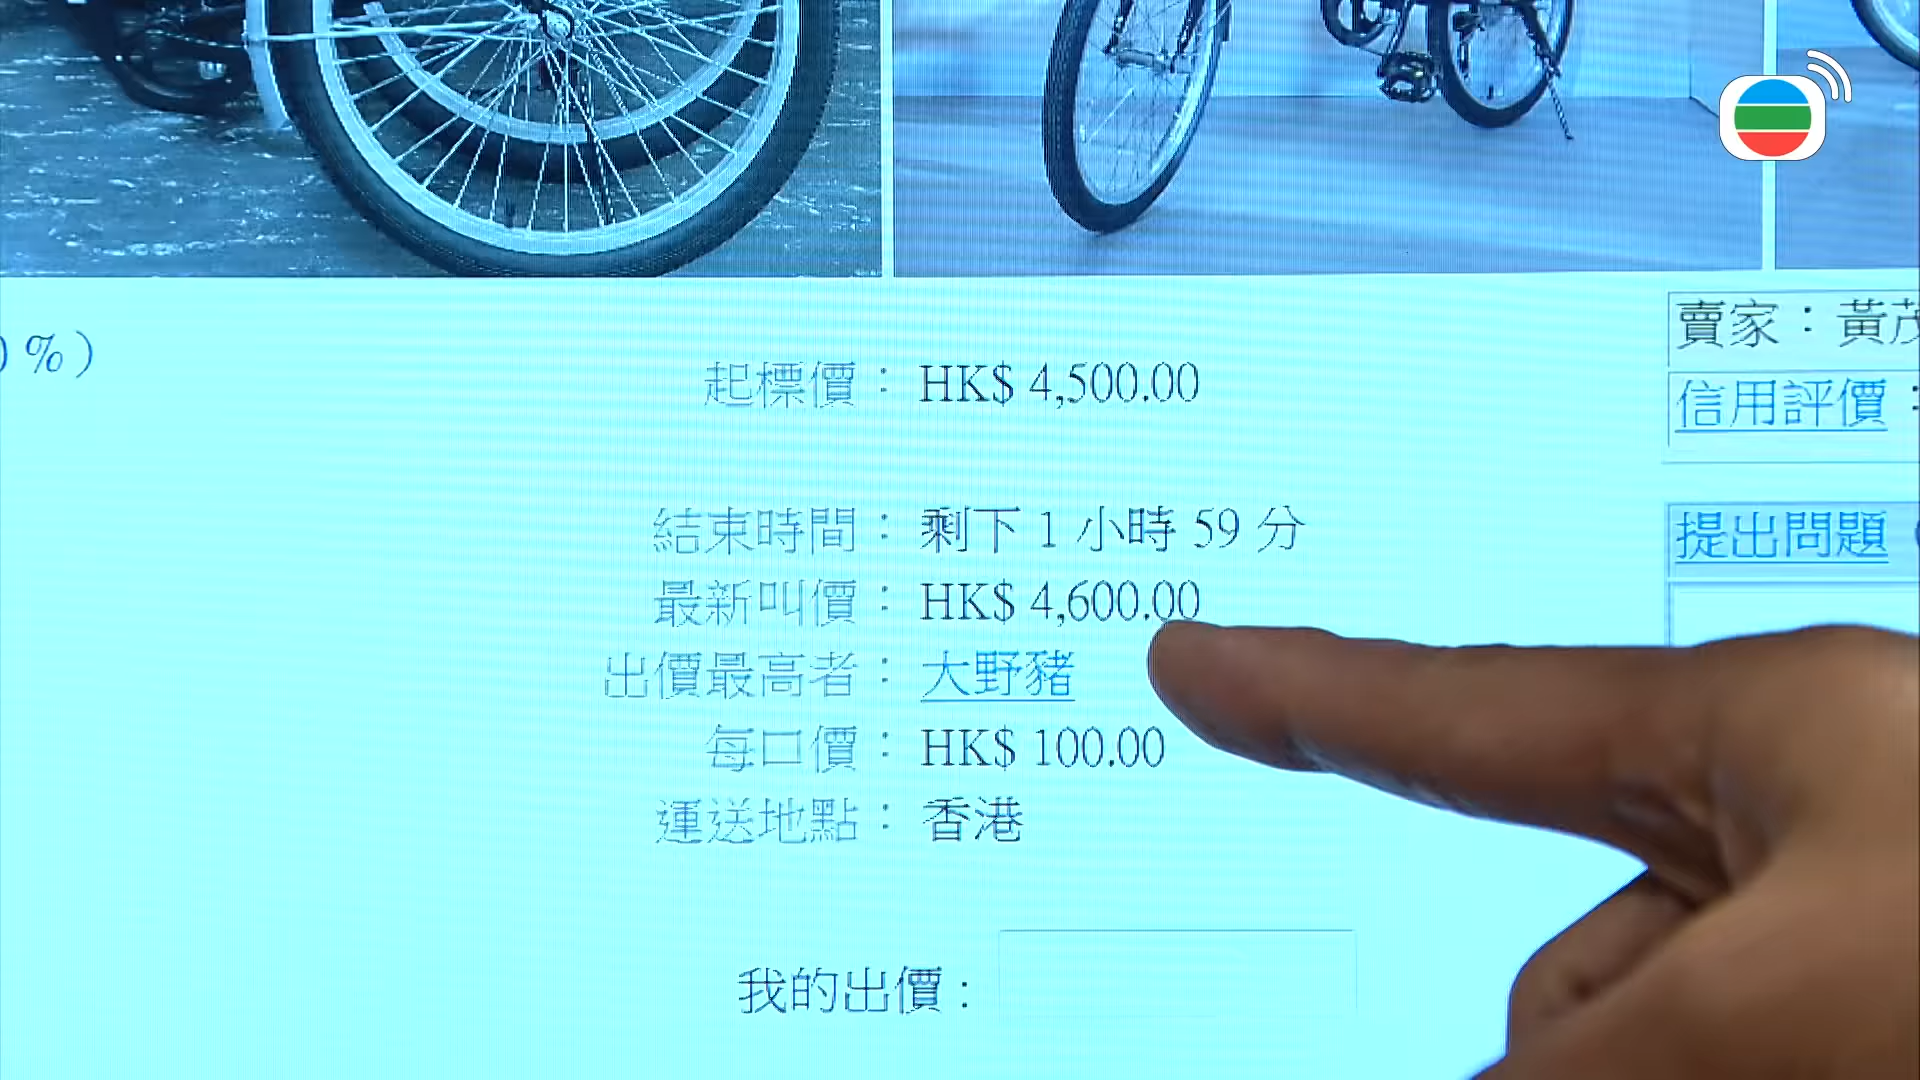 %)
起標價：HK$ 4,500.00
結束時間：剩下 1 小時 59 分
最新叫價：HK$ 4,600.00
出價最高者：大野豬
每口價：HK$ 100.00
運送地點：香港
我的出價：
賣家：黃茂
信用評價：
提出問題